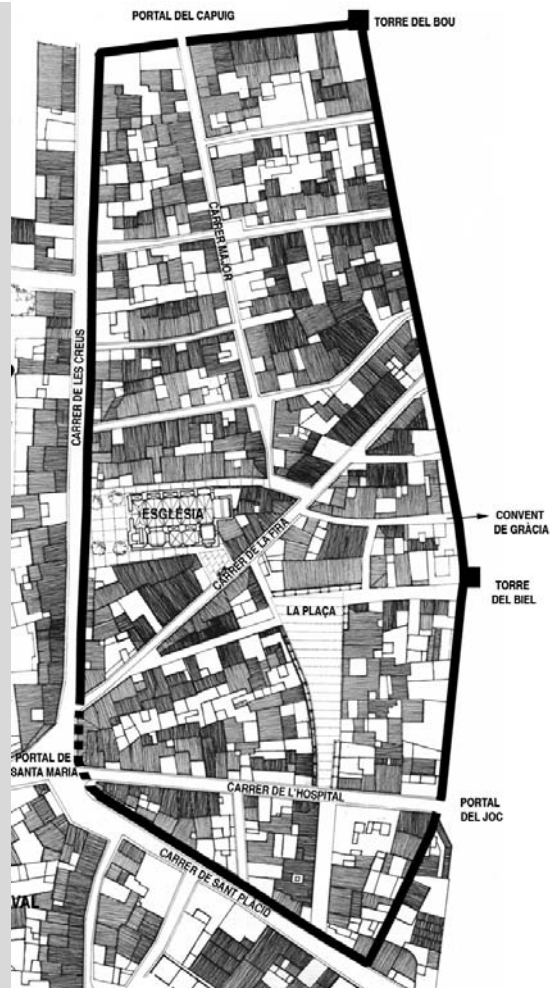 PORTAL DEL CAPUIG
TORRE DEL BOU
CARRER MAJOR
CARRER DE LES CREUS
ESGLÉSIA
CARRER DE LA FIRA
CONVENT
DE GRÀCIA
TORRE
DEL BIEL
LA PLAÇA
PORTAL DE
SANTA MARIA
CARRER DE L'HOSPITAL
PORTAL
DEL JOC
CARRER DE SANT PLÀCID
VAL